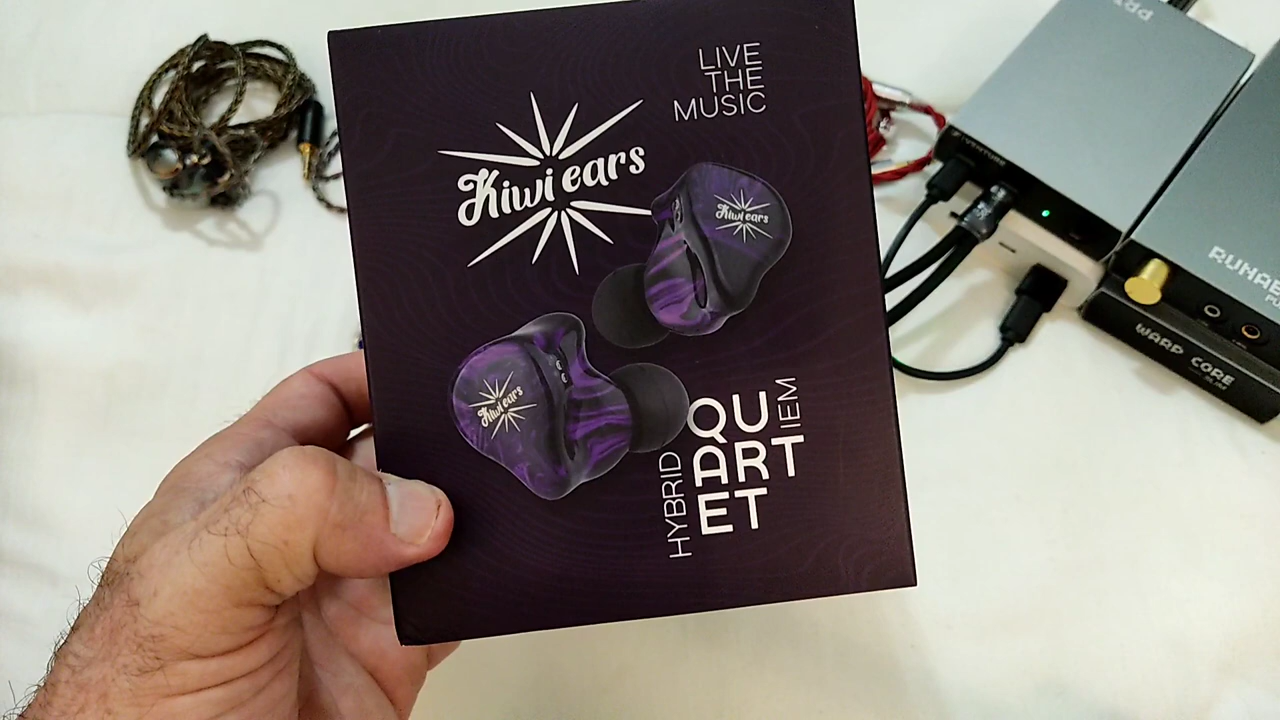 LIVE
THE
MUSIC
Kiwi ears
Kiwi ears
Kiwi ears
HYBRID
QU
ART
ET
IEM
WARP CORE